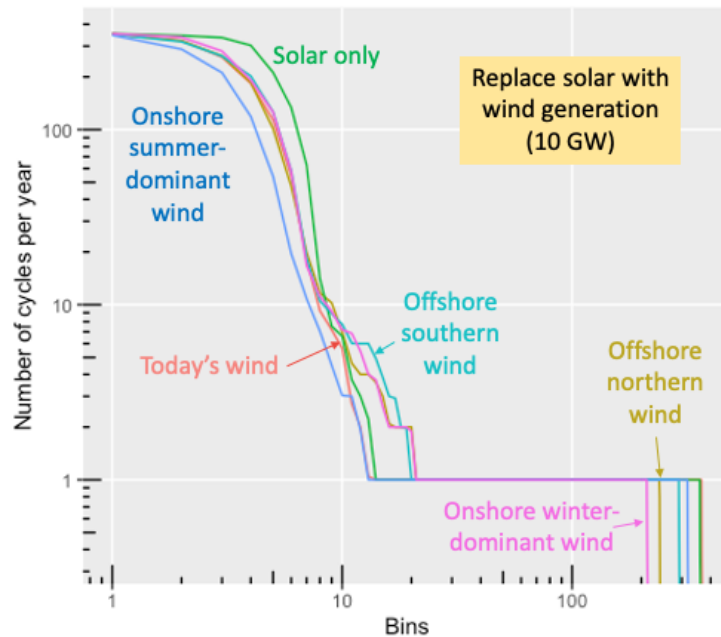 Solar only
Replace solar with
wind generation
(10 GW)
Onshore
summer-
dominant
wind
Offshore
southern
wind
Today's wind
Offshore
northern
wind
Onshore winter-
dominant wind
Number of cycles per year
100
10
1
1
10
100
Bins